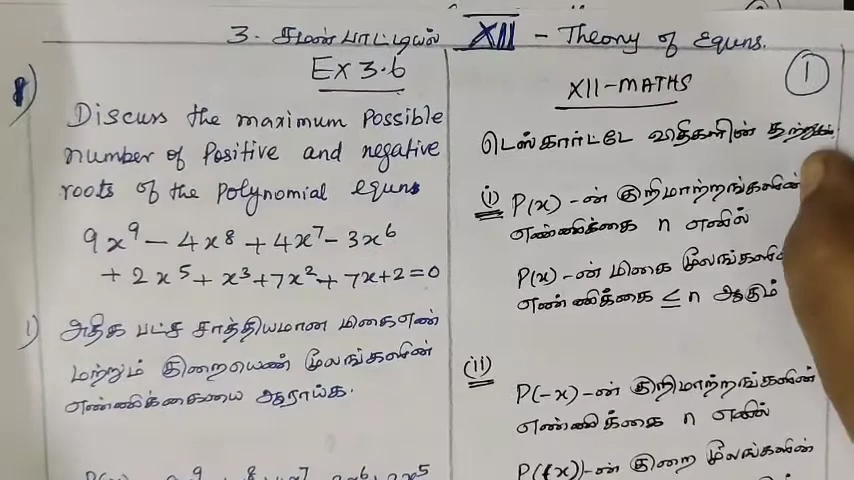 3. சமன்பாட்டியல் XII - Theory of Equns.
Ex 3.6
1)
Discuss the maximum possible
number of positive and negative
roots of the polynomial equns
9x⁹ - 4x⁸ + 4x⁷ - 3x⁶
+ 2x⁵ + x³ + 7x² + 7x + 2 = 0
1) அதிக பட்ச சாத்தியமான மிகை எண்
மற்றும் குறையெண் மூலங்களின்
எண்ணிக்கையை ஆராய்க.
XII-MATHS
1
டெஸ்கார்ட்டே விதிகளின்
(i) P(x) -ன் குறிமாற்றங்களின்
எண்ணிக்கை n எனில்
P(x) -ன் மிகை
எண்ணிக்கை ≤ n ஆகும்
(ii)
P(-x) -ன் குறிமாற்றங்களின்
எண்ணிக்கை n எனில்
P(x) -ன் குறை மூலங்களின்